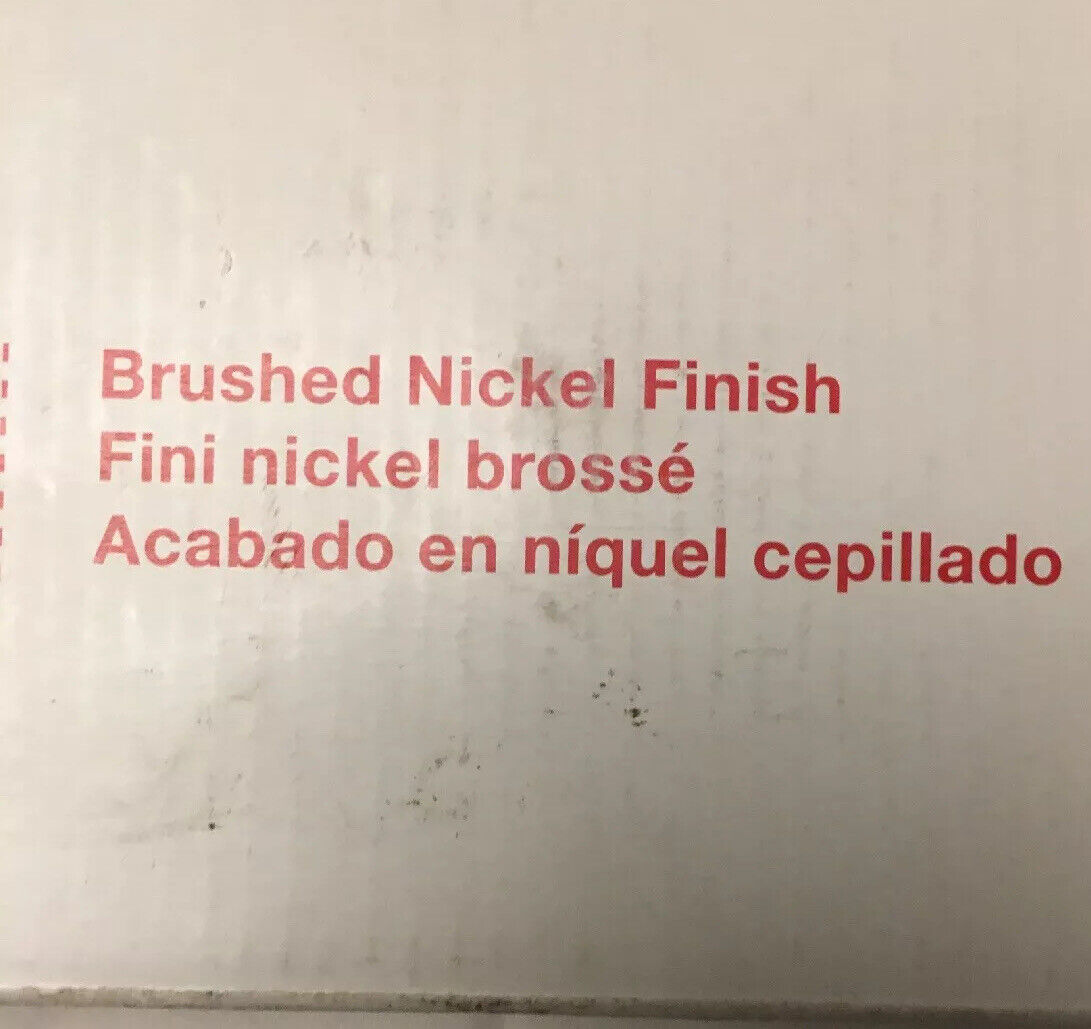 Brushed Nickel Finish
Fini nickel brossé
Acabado en níquel cepillado